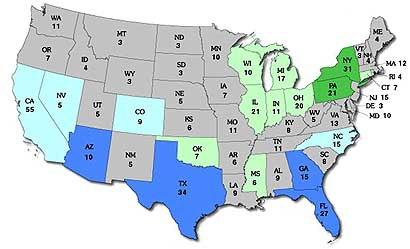 WA
11
OR
7
CA
55
NV
5
ID
4
MT
3
WY
3
UT
5
AZ
10
CO
9
NM
5
ND
3
SD
3
NE
5
KS
6
OK
7
TX
34
MN
10
IA
7
MO
11
AR
6
LA
9
WI
10
IL
21
MI
17
IN
11
OH
20
KY
8
TN
11
MS
6
AL
9
GA
15
FL
27
SC
8
NC
15
VA
13
WV
5
PA
21
NY
31
VT
3
NH
4
ME
4
MA 12
RI 4
CT 7
NJ 15
DE 3
MD 10